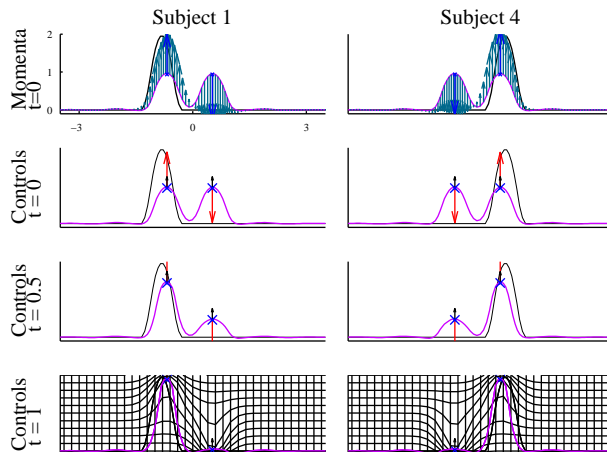 Subject 1
Subject 4
Momenta
t=0
2
1
0
−3
0
3
Controls
t = 0
Controls
t = 0.5
Controls
t = 1